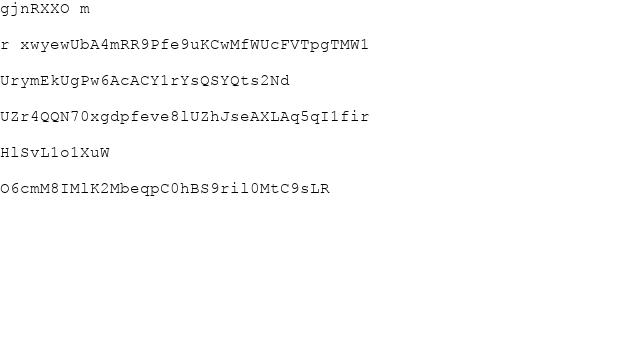 gjnRXXO m
r xwyewUbA4mRR9Pfe9uKCwMfWUcFVTpgTMW1
UrymEkUgPw6AcACY1rYsQSYQts2Nd
UZr4QQN70xgdpfeve8lUZhJseAXLAq5qI1fir
HlSvL1o1XuW
O6cmM8IMlK2MbeqpC0hBS9ril0MtC9sLR